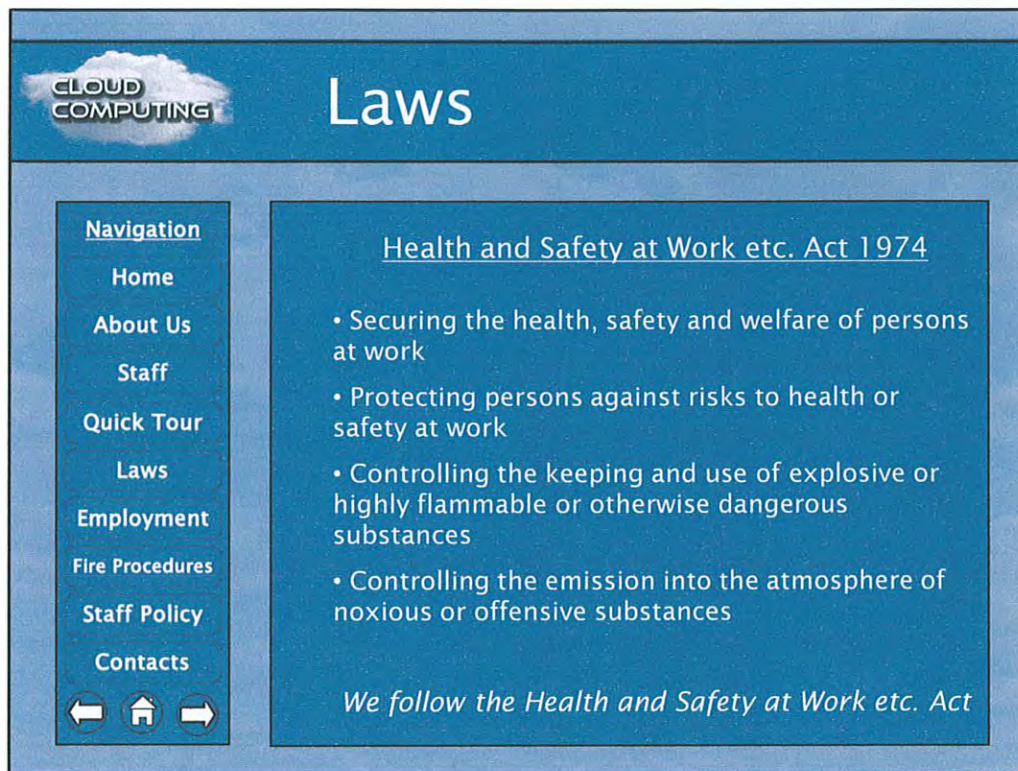 CLOUD
COMPUTING
Laws
Navigation
Home
About Us
Staff
Quick Tour
Laws
Employment
Fire Procedures
Staff Policy
Contacts
Health and Safety at Work etc. Act 1974
• Securing the health, safety and welfare of persons
at work
• Protecting persons against risks to health or
safety at work
• Controlling the keeping and use of explosive or
highly flammable or otherwise dangerous
substances
• Controlling the emission into the atmosphere of
noxious or offensive substances
We follow the Health and Safety at Work etc. Act